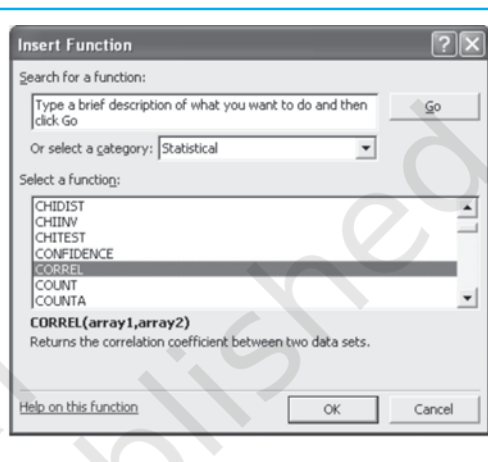 Insert Function
Search for a function:
Type a brief description of what you want to do and then
click Go
Go
Or select a category: Statistical
Select a function:
CHIDIST
CHIINV
CHITEST
CONFIDENCE
CORREL
COUNT
COUNTA
CORREL(array1,array2)
Returns the correlation coefficient between two data sets.
Help on this function
OK
Cancel
blished